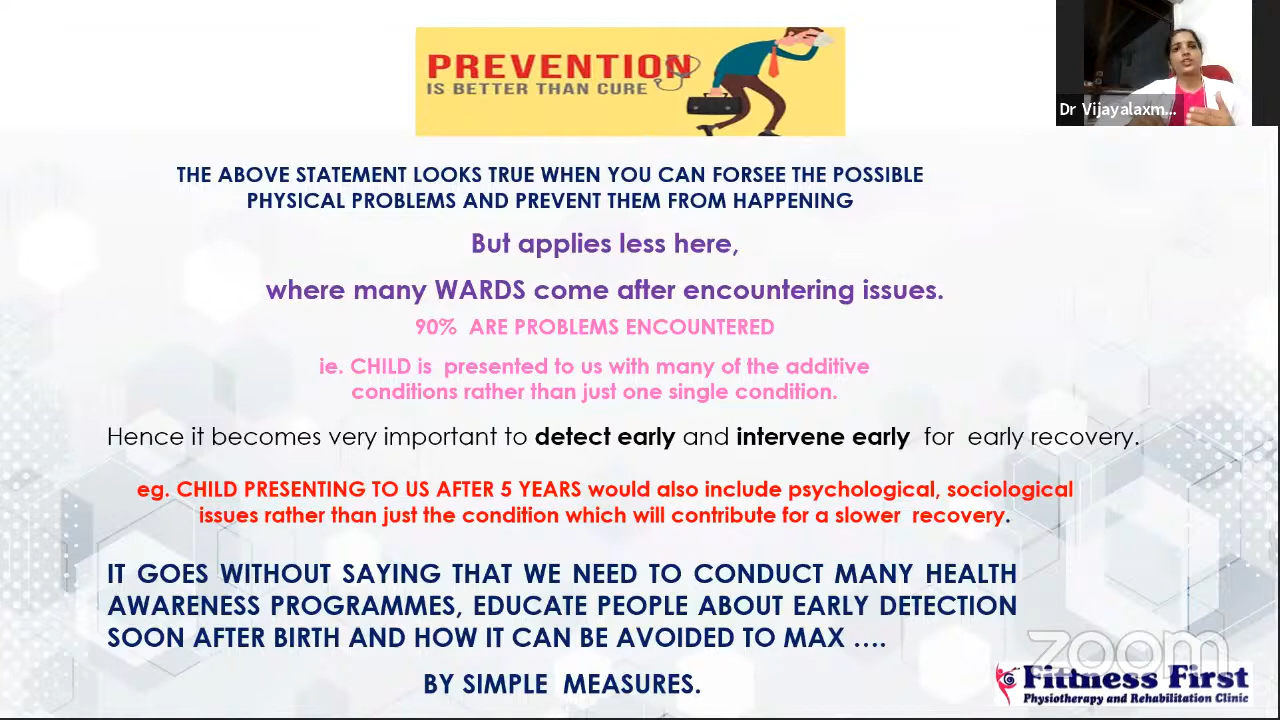 PREVENTION
IS BETTER THAN CURE
Dr Vijayalaxm...
THE ABOVE STATEMENT LOOKS TRUE WHEN YOU CAN FORSEE THE POSSIBLE
PHYSICAL PROBLEMS AND PREVENT THEM FROM HAPPENING
But applies less here,
where many WARDS come after encountering issues.
90% ARE PROBLEMS ENCOUNTERED
ie. CHILD is presented to us with many of the additive
conditions rather than just one single condition.
Hence it becomes very important to detect early and intervene early for early recovery.
eg. CHILD PRESENTING TO US AFTER 5 YEARS would also include psychological, sociological
issues rather than just the condition which will contribute for a slower recovery.
IT GOES WITHOUT SAYING THAT WE NEED TO CONDUCT MANY HEALTH
AWARENESS PROGRAMMES, EDUCATE PEOPLE ABOUT EARLY DETECTION
SOON AFTER BIRTH AND HOW IT CAN BE AVOIDED TO MAX ....
BY SIMPLE MEASURES.
zoom
Fittness First
Physiotherapy and Rehabilitation Clinic